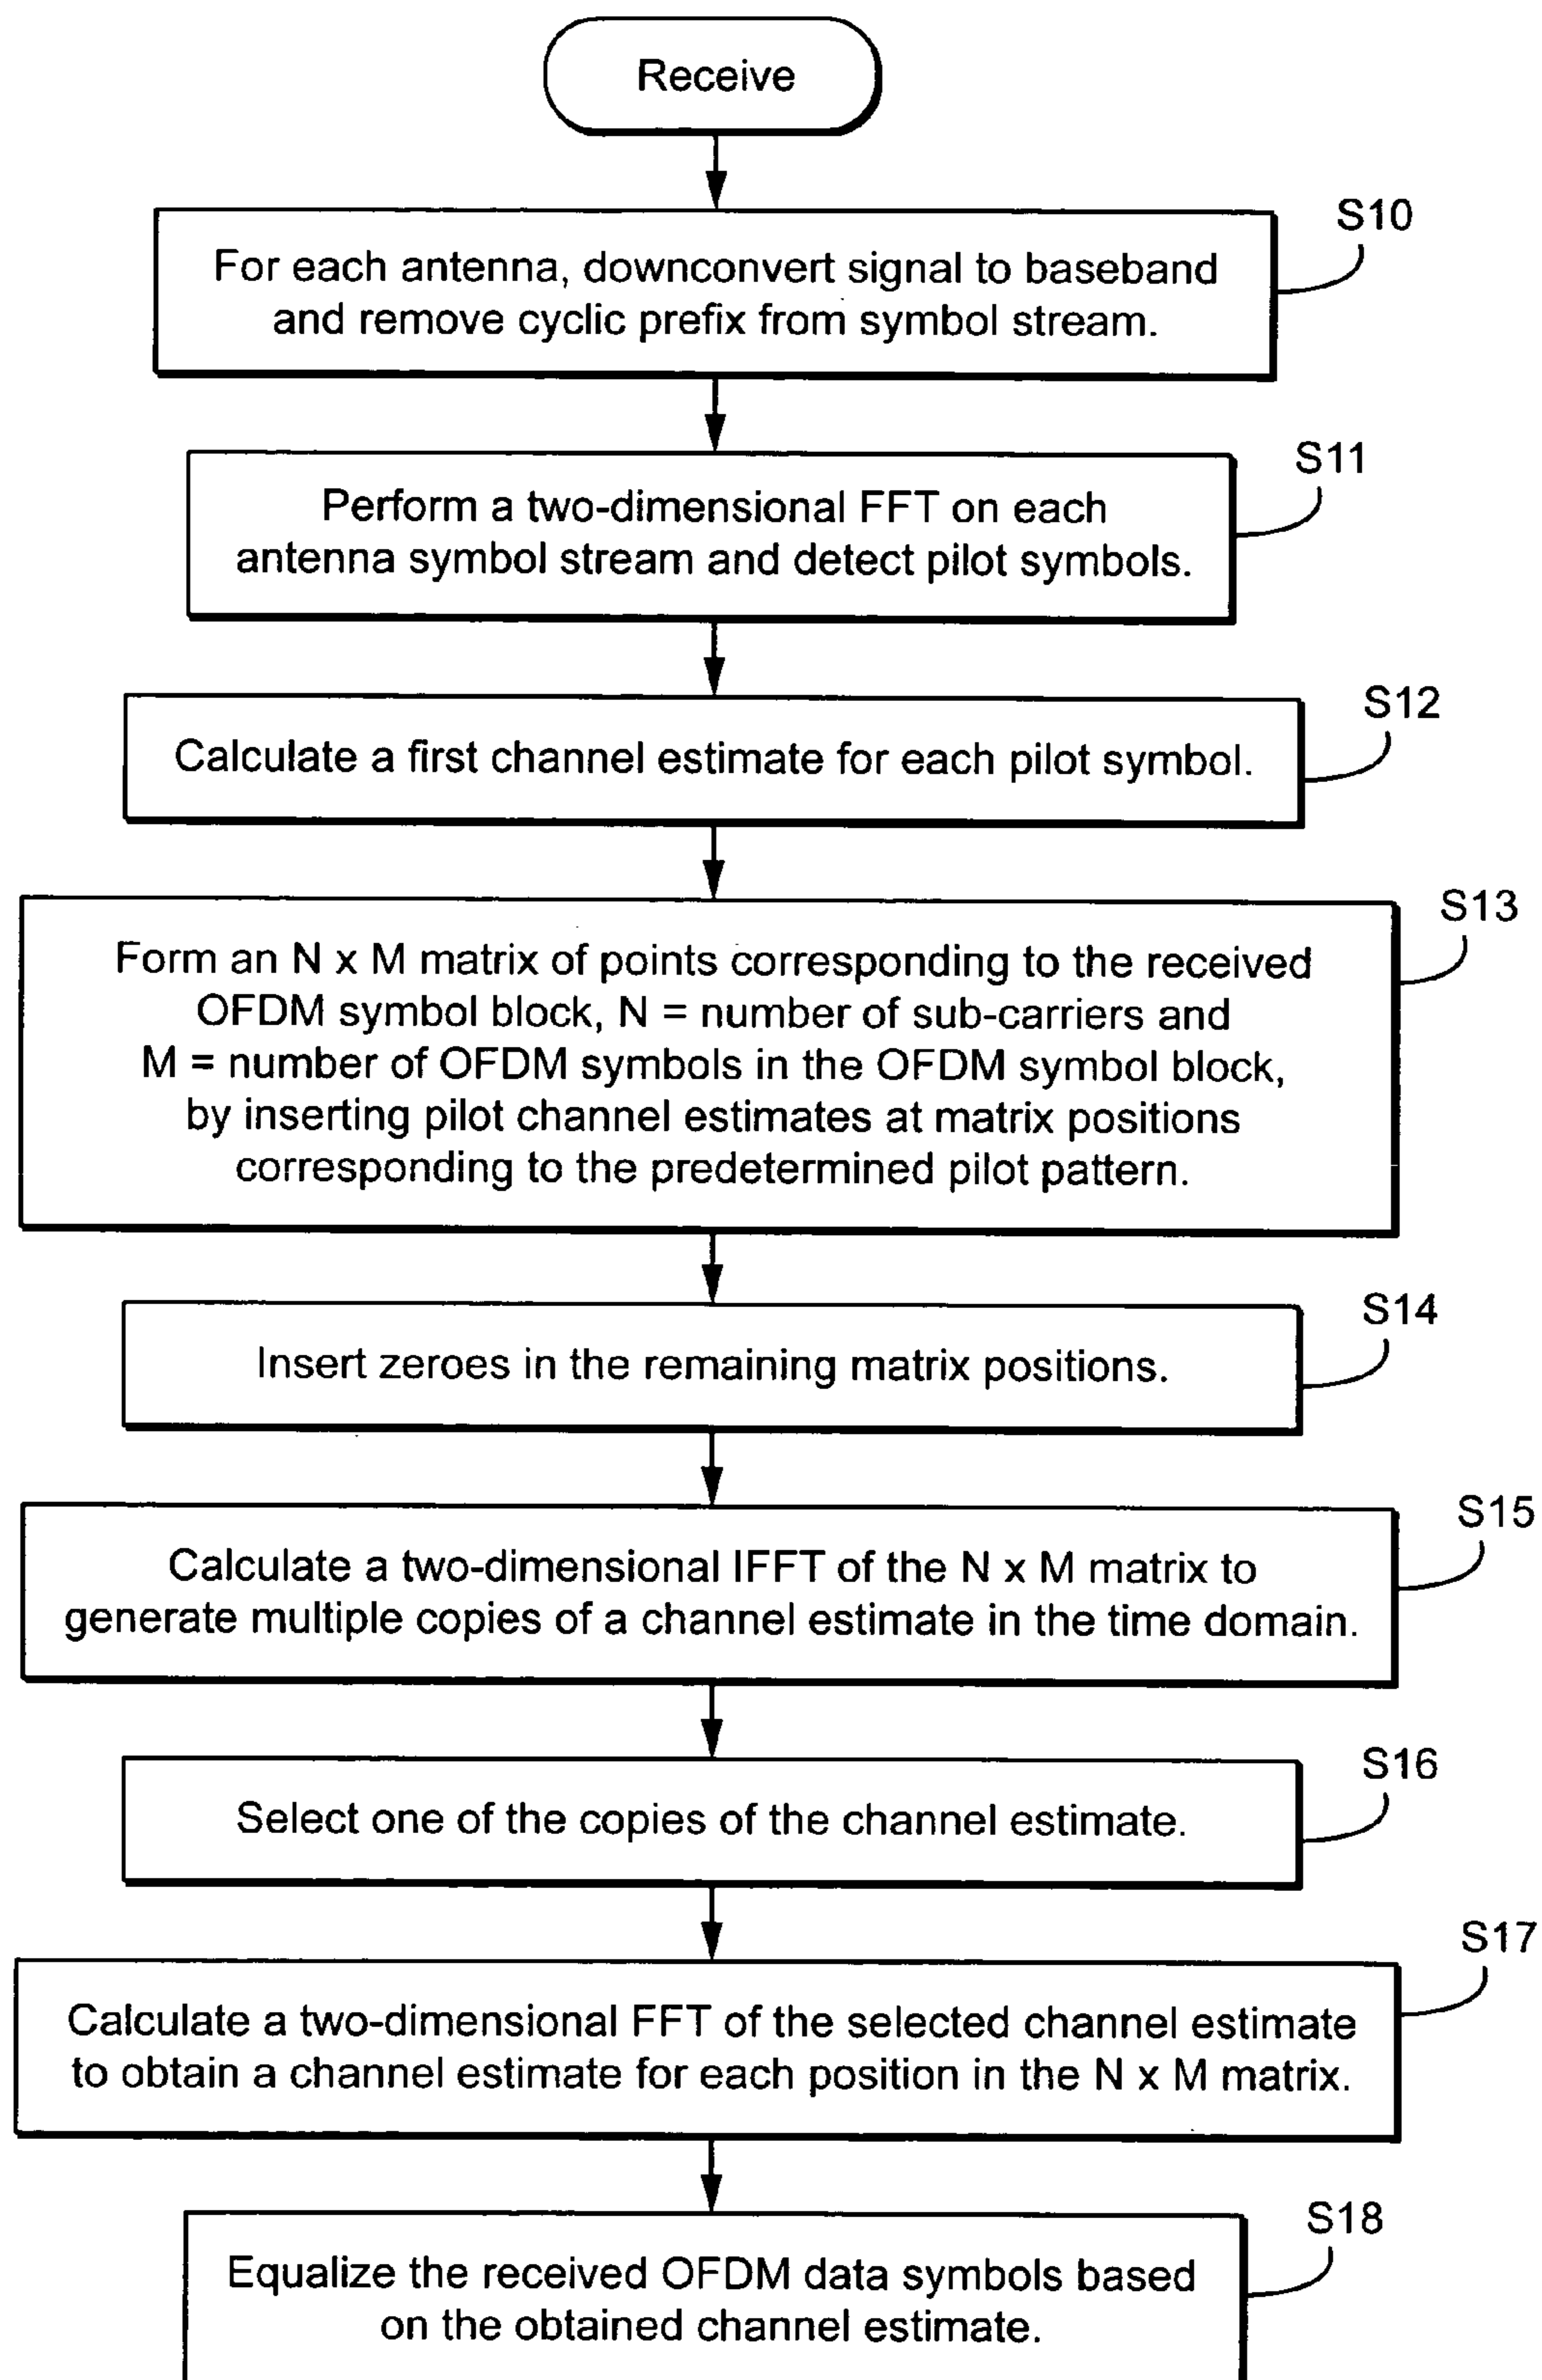 Receive
S10
For each antenna, downconvert signal to baseband
and remove cyclic prefix from symbol stream.
S11
Perform a two-dimensional FFT on each
antenna symbol stream and detect pilot symbols.
S12
Calculate a first channel estimate for each pilot symbol.
S13
Form an N x M matrix of points corresponding to the received
OFDM symbol block, N = number of sub-carriers and
M = number of OFDM symbols in the OFDM symbol block,
by inserting pilot channel estimates at matrix positions
corresponding to the predetermined pilot pattern.
S14
Insert zeroes in the remaining matrix positions.
S15
Calculate a two-dimensional IFFT of the N x M matrix to
generate multiple copies of a channel estimate in the time domain.
S16
Select one of the copies of the channel estimate.
S17
Calculate a two-dimensional FFT of the selected channel estimate
to obtain a channel estimate for each position in the N x M matrix.
S18
Equalize the received OFDM data symbols based
on the obtained channel estimate.